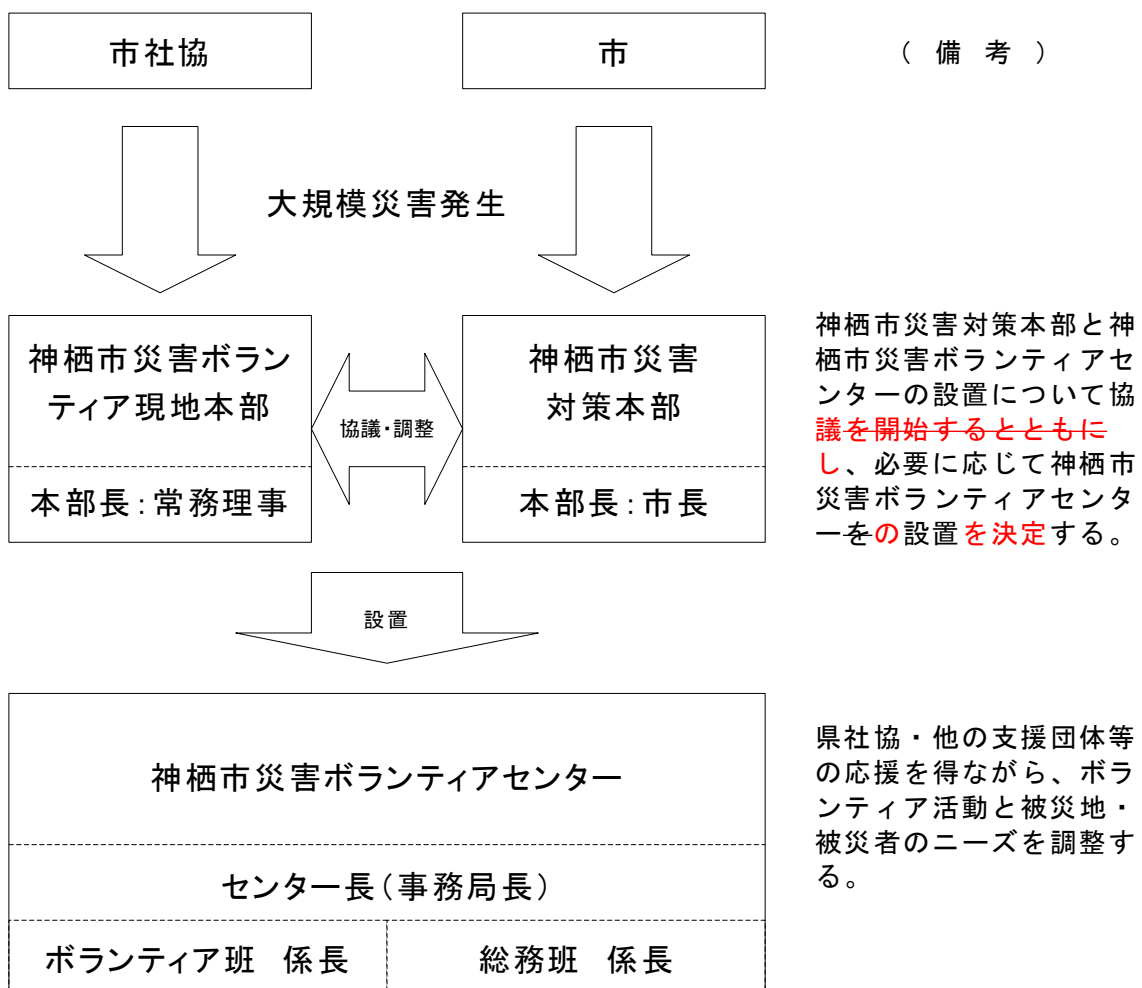 市社協
市
（備考）
大規模災害発生
神栖市災害ボラン
ティア現地本部
本部長：常務理事
協議・調整
神栖市災害
対策本部
本部長：市長
神栖市災害対策本部と神
栖市災害ボランティアセ
ンターの設置について協
議を開始するとともに
し、必要に応じて神栖市
災害ボランティアセンタ
ーをの設置を決定する。
設置
神栖市災害ボランティアセンター
センター長（事務局長）
ボランティア班　係長
総務班　係長
県社協・他の支援団体等
の応援を得ながら、ボラ
ンティア活動と被災地・
被災者のニーズを調整す
る。